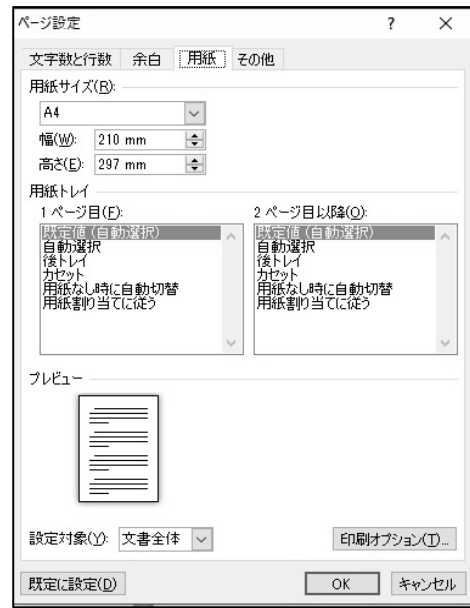 ページ設定 ? ×
文字数と行数 余白 用紙 その他
用紙サイズ(R):
A4
幅(W): 210 mm
高さ(E): 297 mm
用紙トレイ
1 ページ目(F): 2 ページ目以降(O):
既定値 (自動選択) 既定値 (自動選択)
自動選択 自動選択
後トレイ 後トレイ
カセット カセット
用紙なし時に自動切替 用紙なし時に自動切替
用紙割り当てに従う 用紙割り当てに従う
プレビュー
設定対象(Y): 文書全体 印刷オプション(T)...
既定に設定(D) OK キャンセル